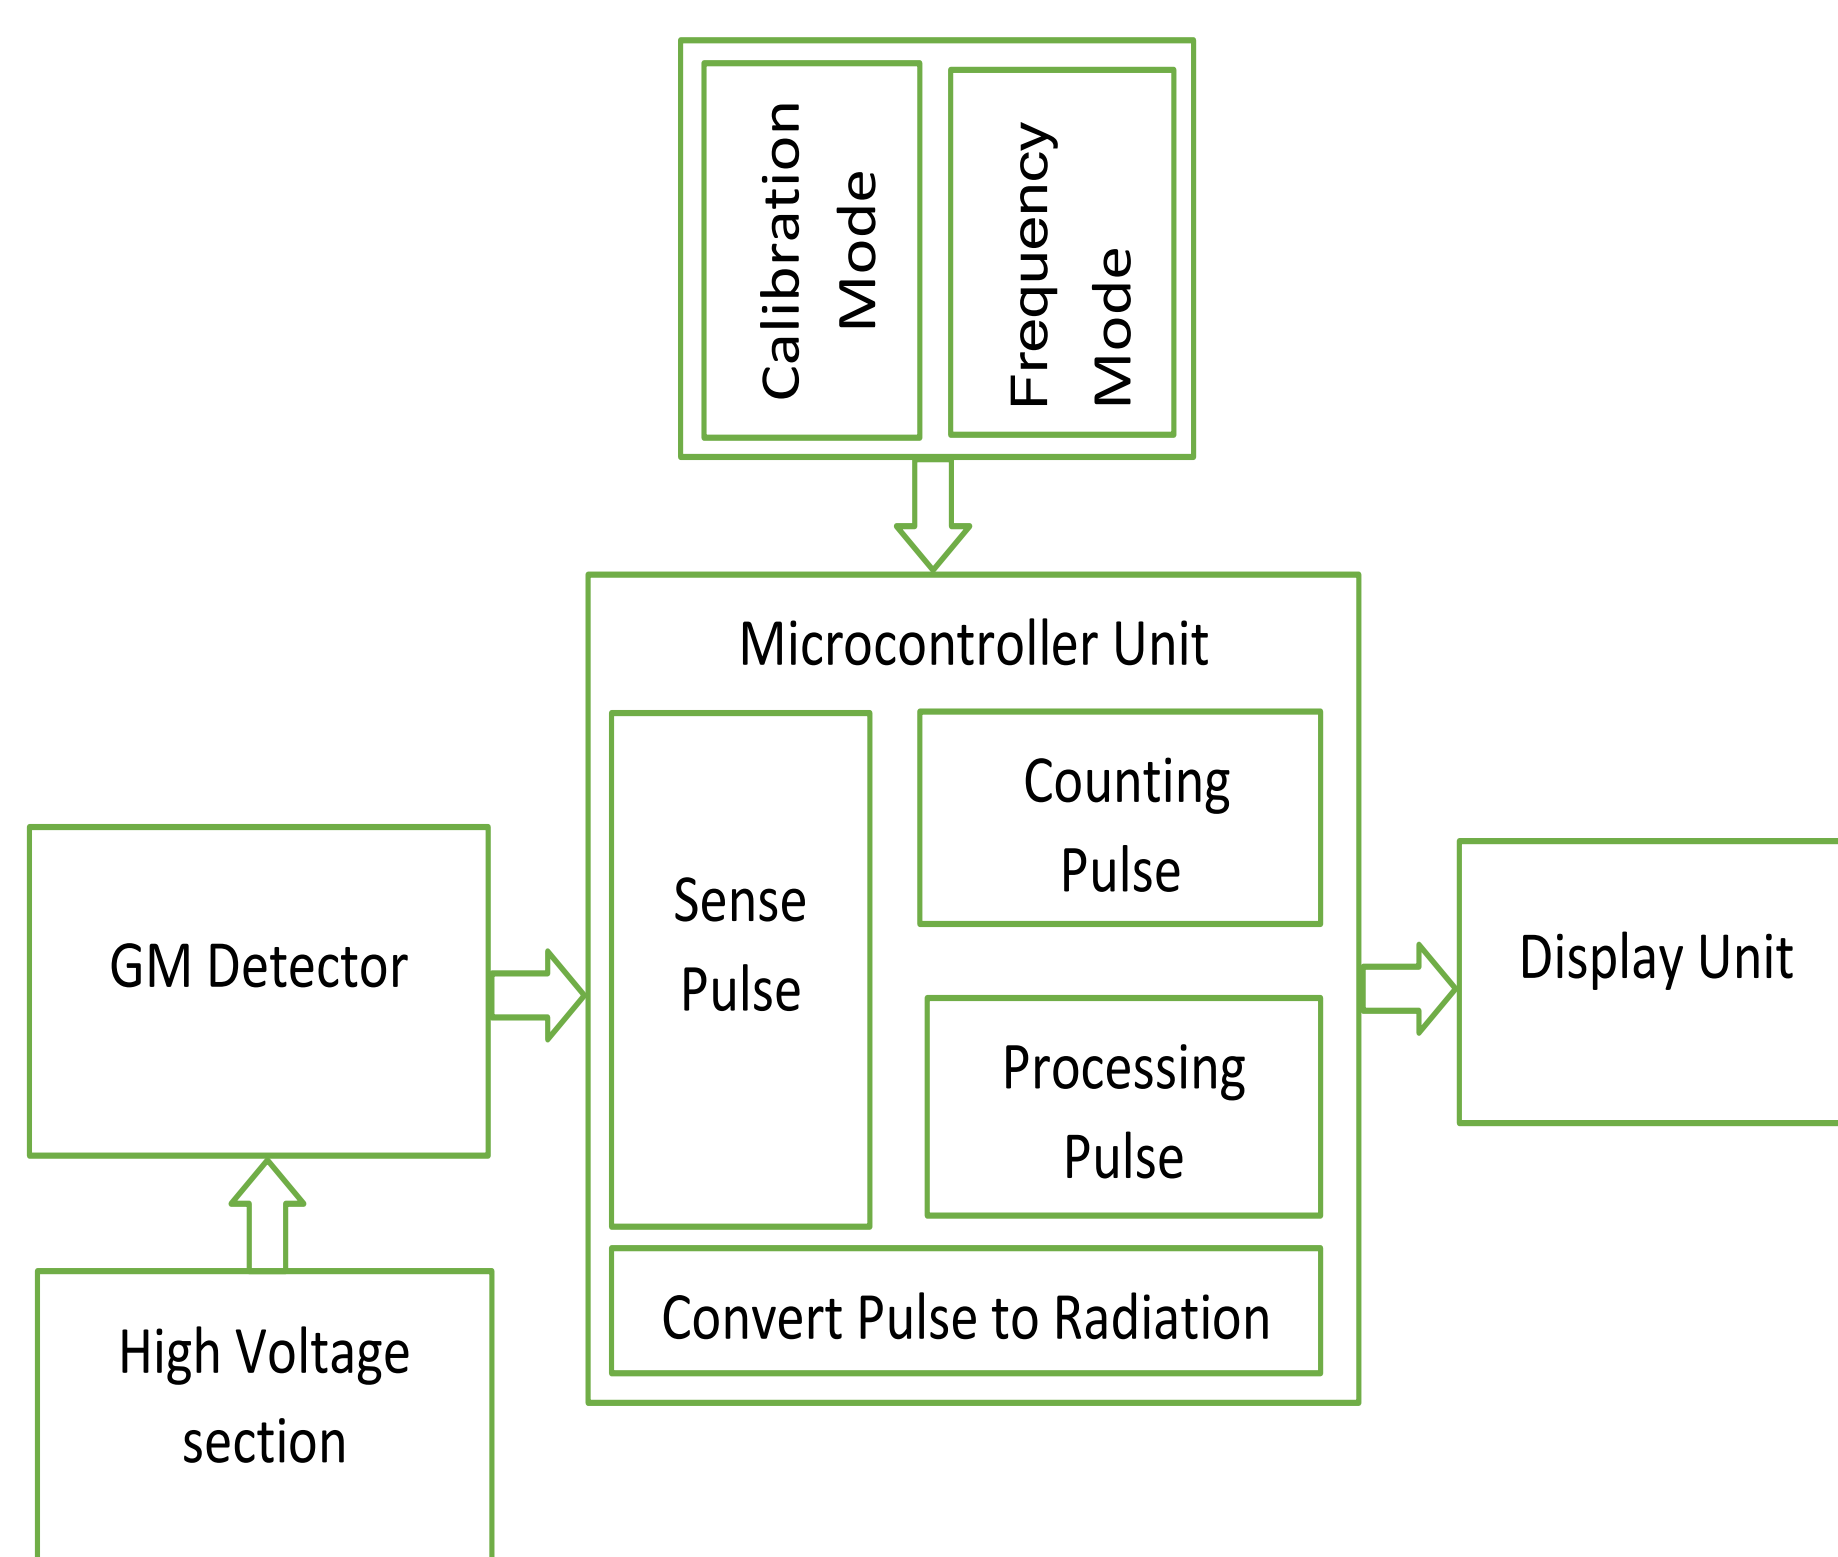 Calibration
Mode
Frequency
Mode
Microcontroller Unit
Sense
Pulse
Counting
Pulse
Processing
Pulse
Convert Pulse to Radiation
GM Detector
High Voltage
section
Display Unit